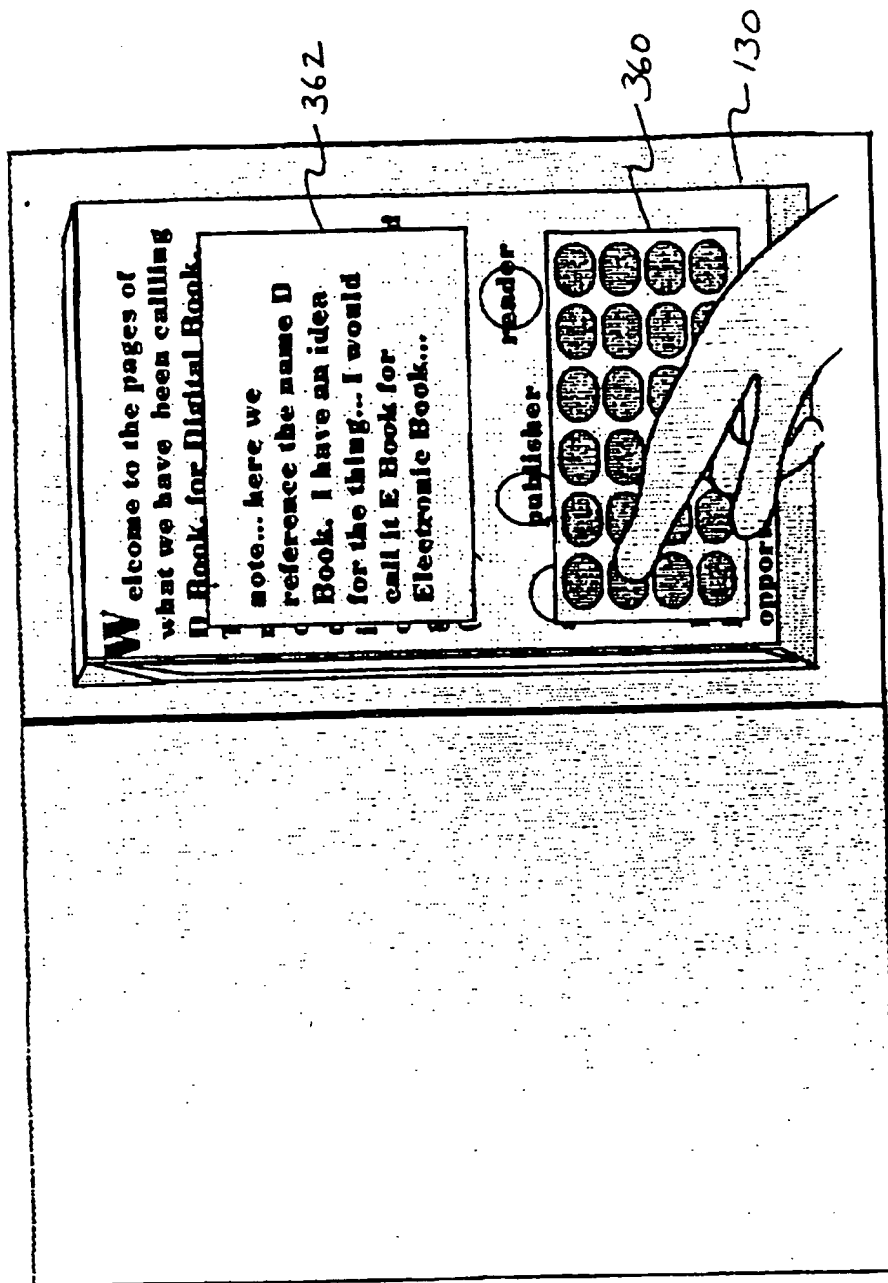 Welcome to the pages of
what we have been callling
D Book, for Digital Book.
note... here we
reference the name D
Book. I have an idea
for the thing... I would
call it E Book for
Electronic Book...
publisher
reader
oppor
362
360
130